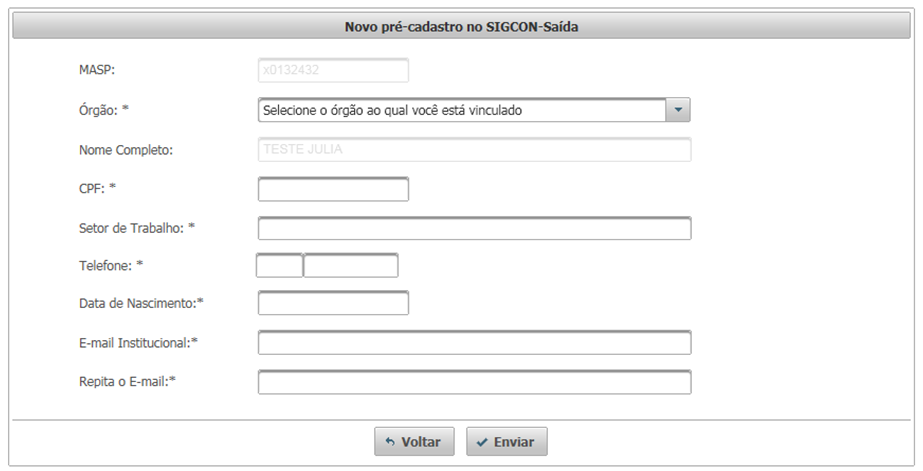 Novo pré-cadastro no SIGCON-Saída
MASP: x0132432
Órgão: * Selecione o órgão ao qual você está vinculado
Nome Completo: TESTE JULIA
CPF: *
Setor de Trabalho: *
Telefone: *
Data de Nascimento:*
E-mail Institucional:*
Repita o E-mail:*
Voltar Enviar